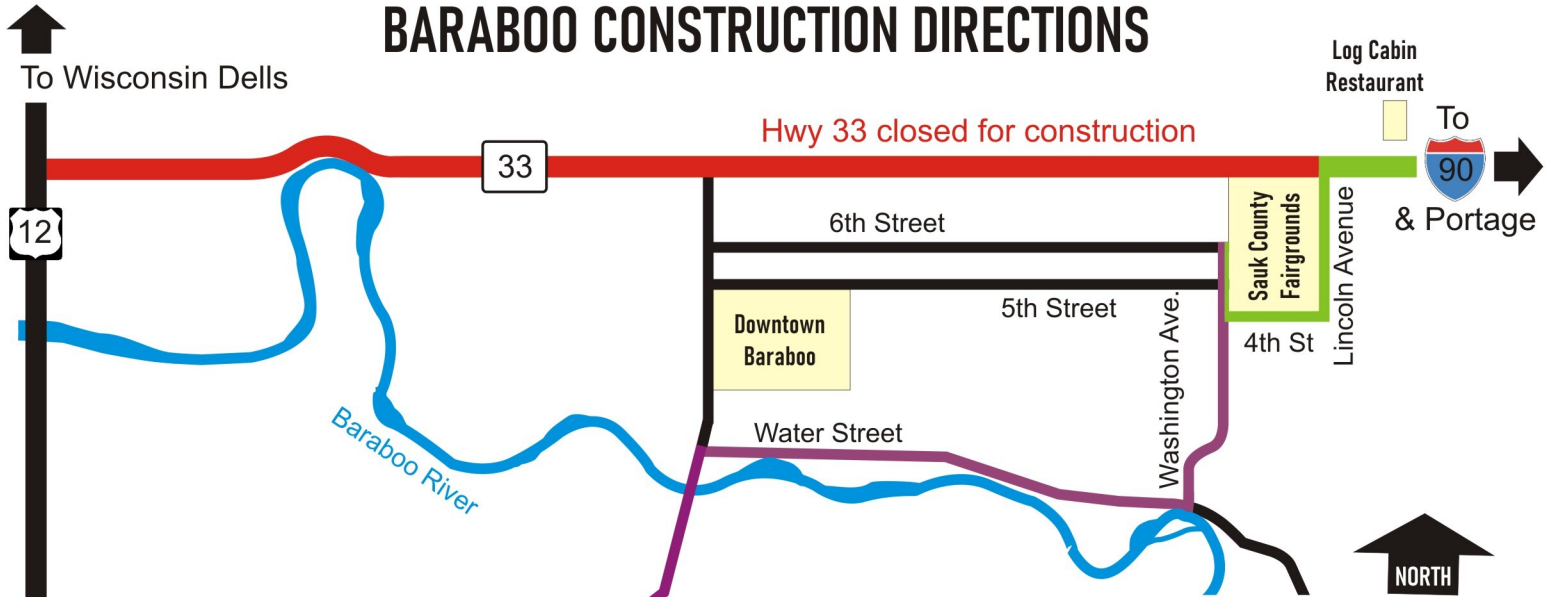 BARABOO CONSTRUCTION DIRECTIONS
To Wisconsin Dells
Log Cabin
Restaurant
Hwy 33 closed for construction
To
33
90
12
& Portage
6th Street
Sauk County
Fairgrounds
Lincoln Avenue
5th Street
Downtown
Baraboo
Washington Ave.
4th St
Baraboo River
Water Street
NORTH